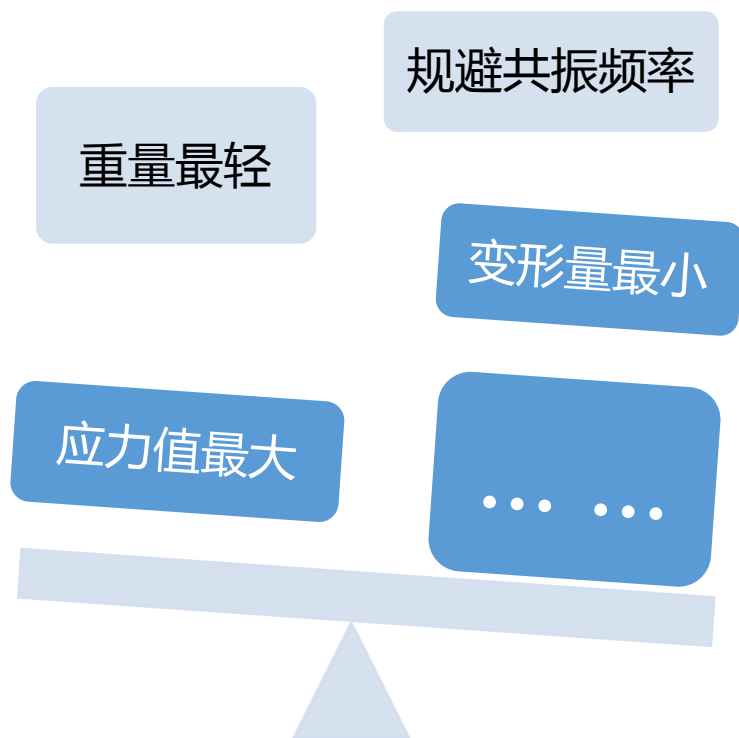 规避共振频率
重量最轻
变形量最小
应力值最大
… …